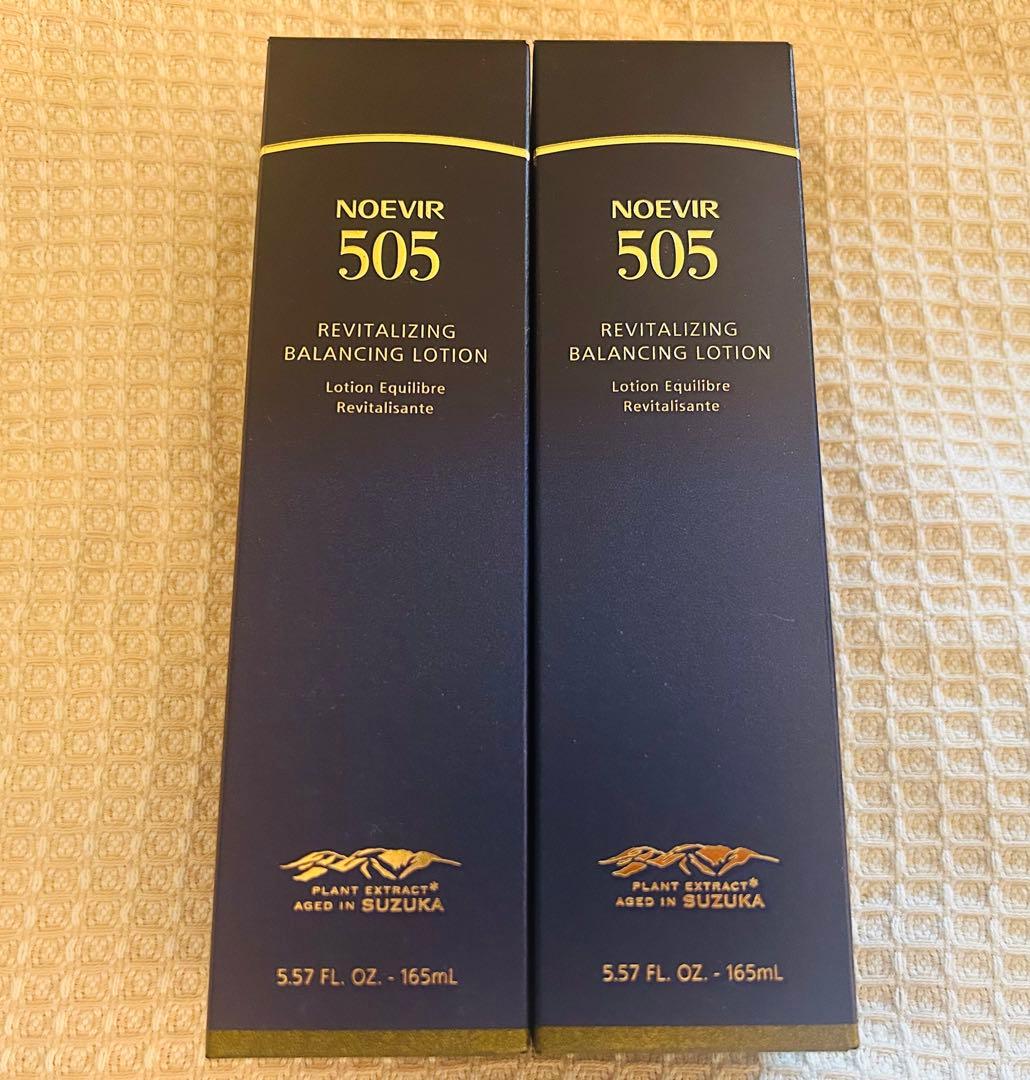 NOEVIR
505
REVITALIZING
BALANCING LOTION
Lotion Equilibre
Revitalisante
PLANT EXTRACT*
AGED IN SUZUKA
5.57 FL. OZ. - 165mL
NOEVIR
505
REVITALIZING
BALANCING LOTION
Lotion Equilibre
Revitalisante
PLANT EXTRACT*
AGED IN SUZUKA
5.57 FL. OZ. - 165mL